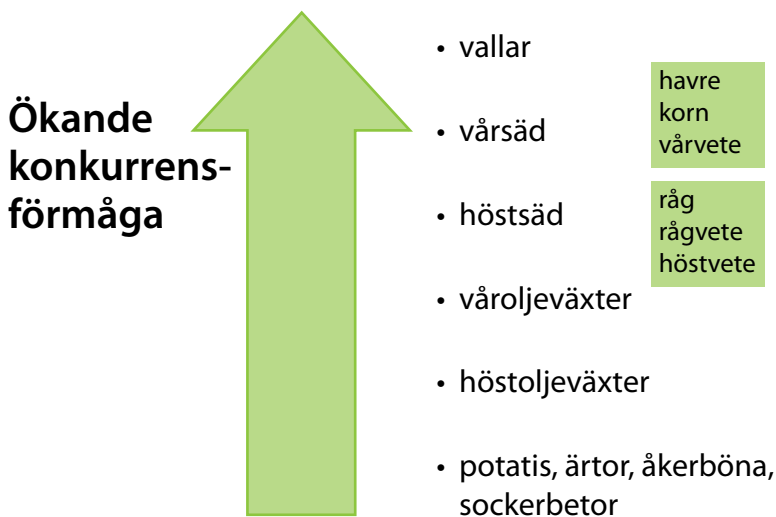 Ökande
konkurrens-
förmåga
• vallar
• vårsäd
• höstsäd
• våroljeväxter
• höstoljeväxter
• potatis, ärtor, åkerböna,
sockerbetor
havre
korn
vårvete
råg
rågvete
höstvete